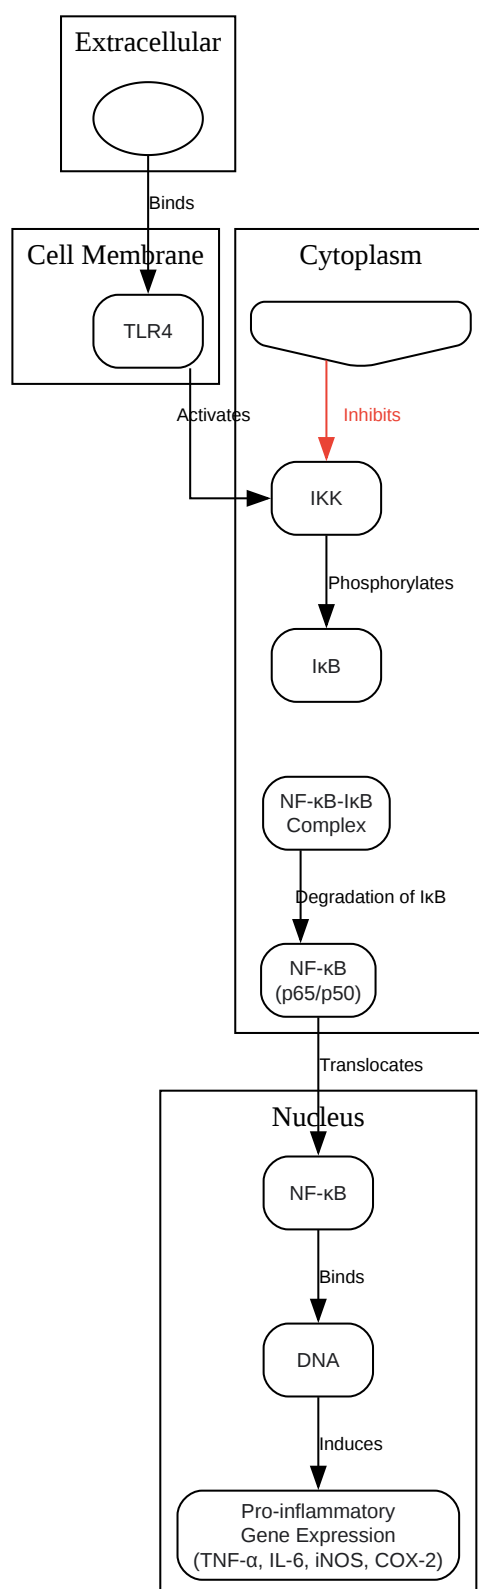 Extracellular
Binds
Cell Membrane
TLR4
Activates
Cytoplasm
Inhibits
IKK
Phosphorylates
IκB
NF-κB-IκB
Complex
Degradation of IκB
NF-κB
(p65/p50)
Translocates
Nucleus
NF-κB
Binds
DNA
Induces
Pro-inflammatory
Gene Expression
(TNF-α, IL-6, iNOS, COX-2)